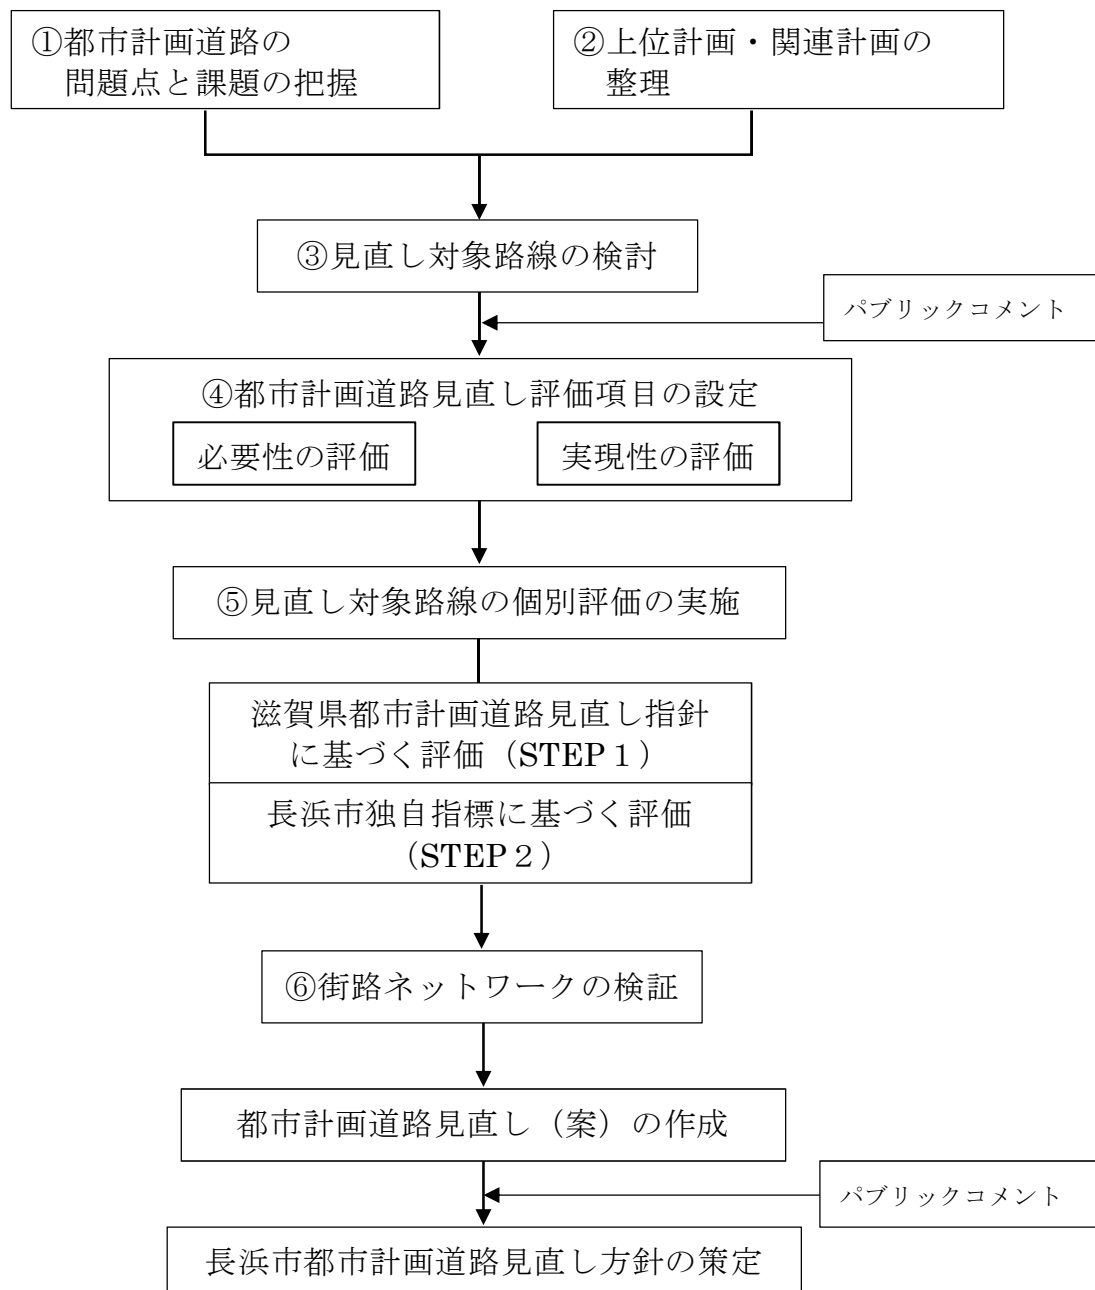 ①都市計画道路の
問題点と課題の把握
②上位計画・関連計画の
整理
③見直し対象路線の検討
パブリックコメント
④都市計画道路見直し評価項目の設定
必要性の評価
実現性の評価
⑤見直し対象路線の個別評価の実施
滋賀県都市計画道路見直し指針
に基づく評価（STEP１）
長浜市独自指標に基づく評価
（STEP２）
⑥街路ネットワークの検証
都市計画道路見直し（案）の作成
パブリックコメント
長浜市都市計画道路見直し方針の策定